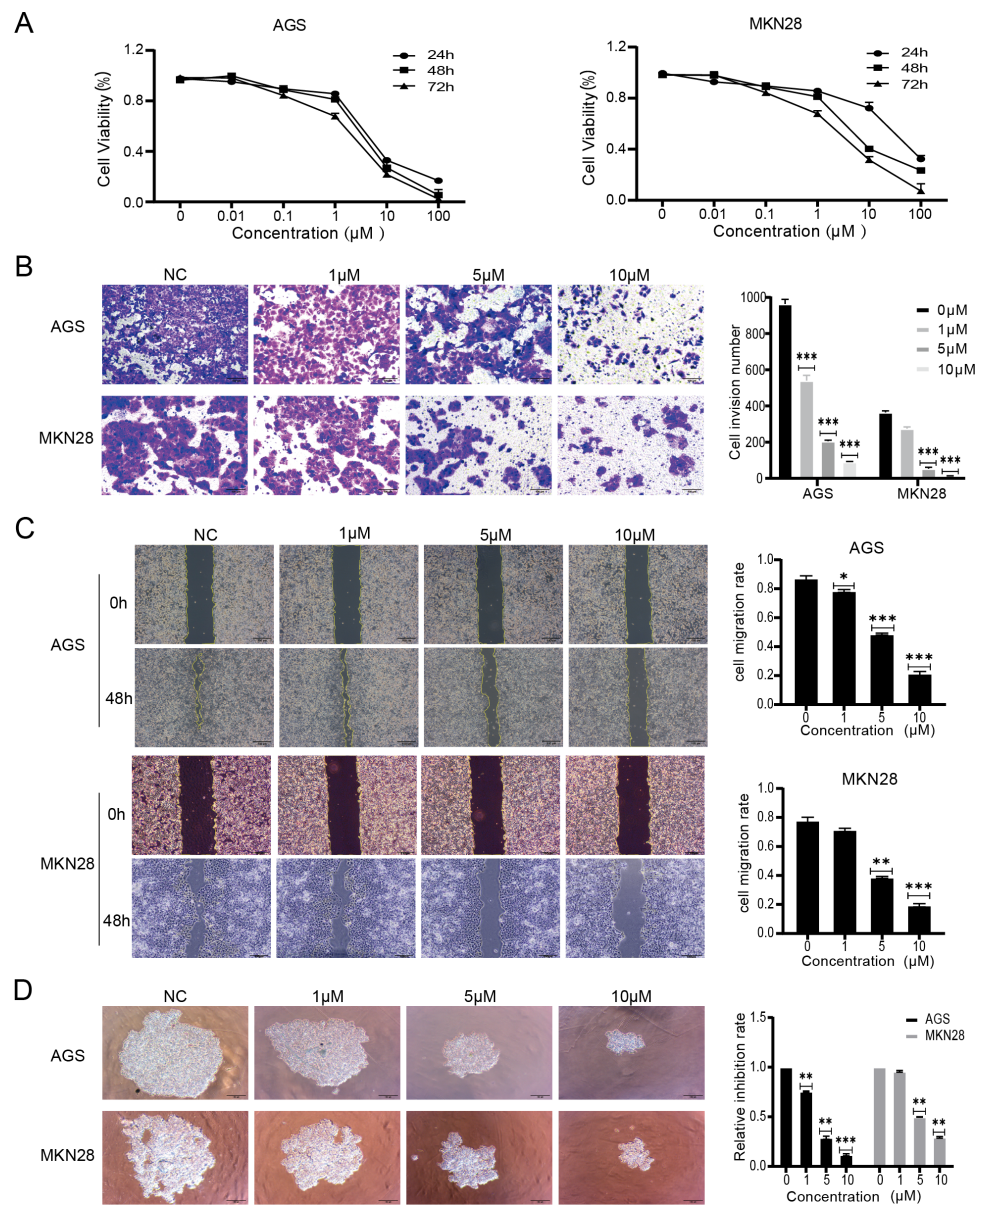 A
AGS
MKN28
1.2
0.8
0.4
0.0
Cell Viability (%)
24h
48h
72h
0 0.01 0.1 1 10 100
Concentration (µM )
1.2
0.8
0.4
0.0
Cell Viability (%)
24h
48h
72h
0 0.01 0.1 1 10 100
Concentration (µM )
B
NC 1µM 5µM 10µM
AGS
MKN28
1000
800
600
400
200
0
Cell invision number
0µM
1µM
5µM
10µM
***
***
***
***
***
AGS MKN28
C
NC 1µM 5µM 10µM
AGS
0h
48h
MKN28
0h
48h
AGS
1.0
0.8
0.6
0.4
0.2
0.0
cell migration rate
*
***
***
0 1 5 10
Concentration (µM)
MKN28
1.0
0.8
0.6
0.4
0.2
0.0
cell migration rate
**
***
0 1 5 10
Concentration (µM)
D
NC 1µM 5µM 10µM
AGS
MKN28
1.5
1.0
0.5
0.0
Relative inhibition rate
AGS
MKN28
**
**
***
**
**
0 1 5 10 0 1 5 10
Concentration (µM)